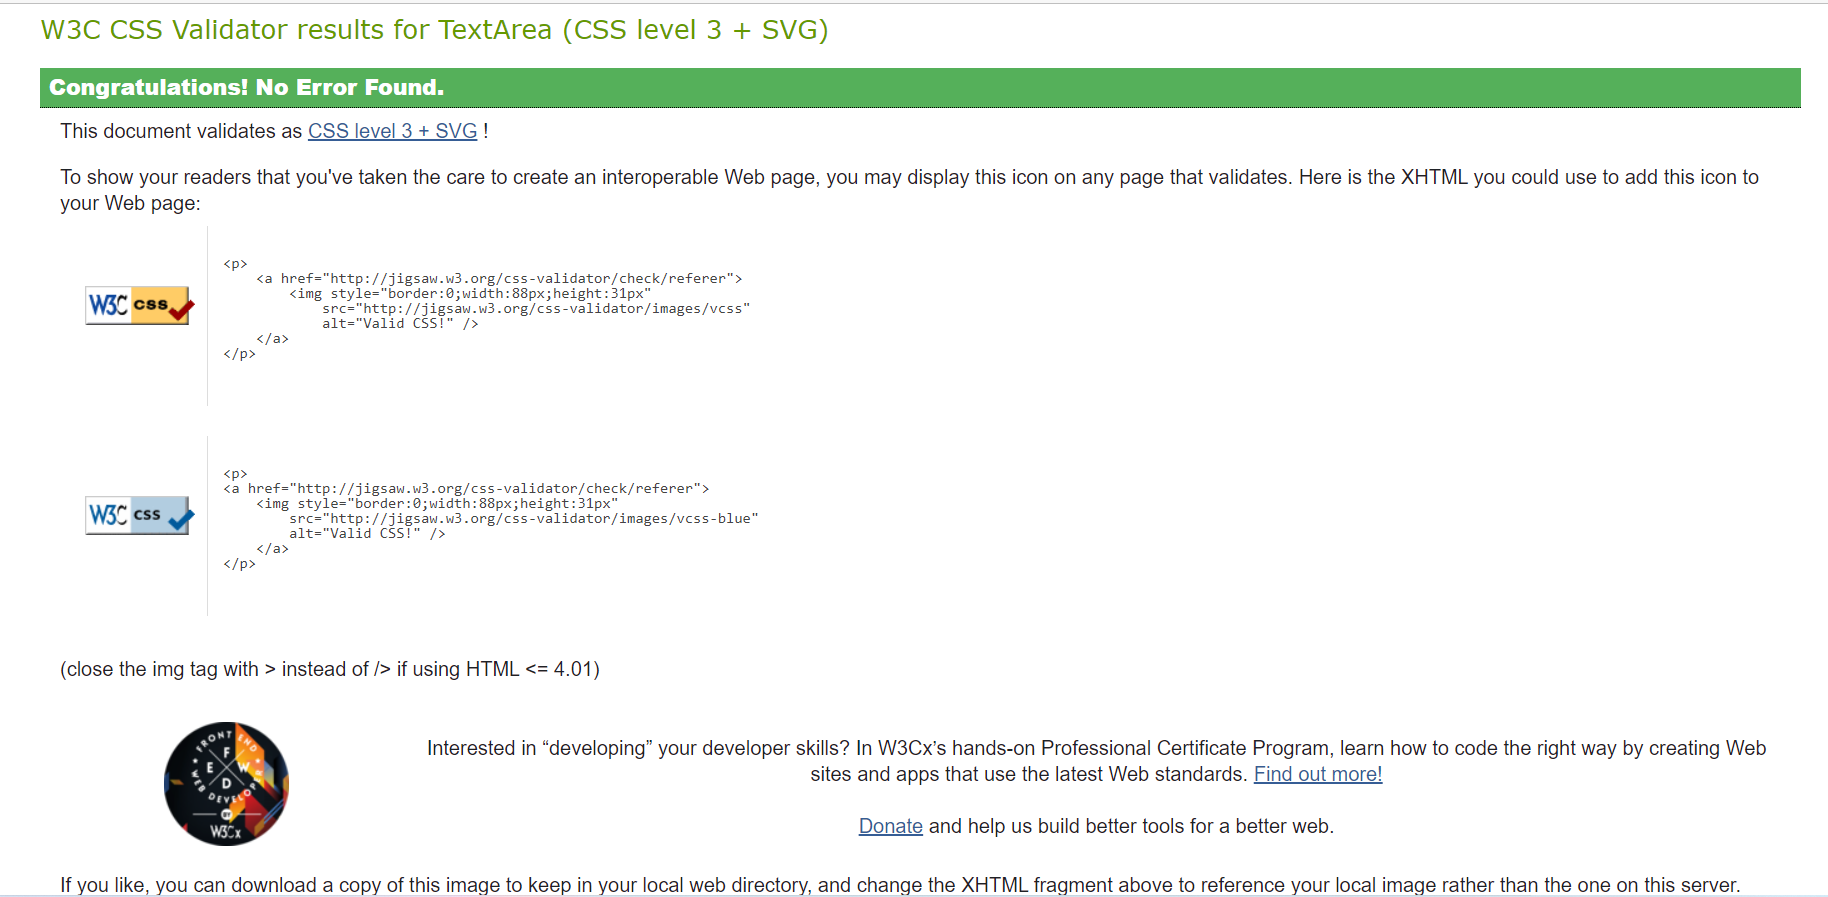 W3C CSS Validator results for TextArea (CSS level 3 + SVG)
Congratulations! No Error Found.
This document validates as CSS level 3 + SVG !
To show your readers that you've taken the care to create an interoperable Web page, you may display this icon on any page that validates. Here is the XHTML you could use to add this icon to
your Web page:
W3C css
<p>
    <a href="http://jigsaw.w3.org/css-validator/check/referer">
        <img style="border:0;width:88px;height:31px"
            src="http://jigsaw.w3.org/css-validator/images/vcss"
            alt="Valid CSS!" />
    </a>
</p>
W3C css
<p>
<a href="http://jigsaw.w3.org/css-validator/check/referer">
    <img style="border:0;width:88px;height:31px"
        src="http://jigsaw.w3.org/css-validator/images/vcss-blue"
        alt="Valid CSS!" />
    </a>
</p>
(close the img tag with > instead of /> if using HTML <= 4.01)
FRONT END
F
E W
D
WEB DEVELOPER
BY
W3Cx
Interested in “developing” your developer skills? In W3Cx’s hands-on Professional Certificate Program, learn how to code the right way by creating Web
sites and apps that use the latest Web standards. Find out more!
Donate and help us build better tools for a better web.
If you like, you can download a copy of this image to keep in your local web directory, and change the XHTML fragment above to reference your local image rather than the one on this server.